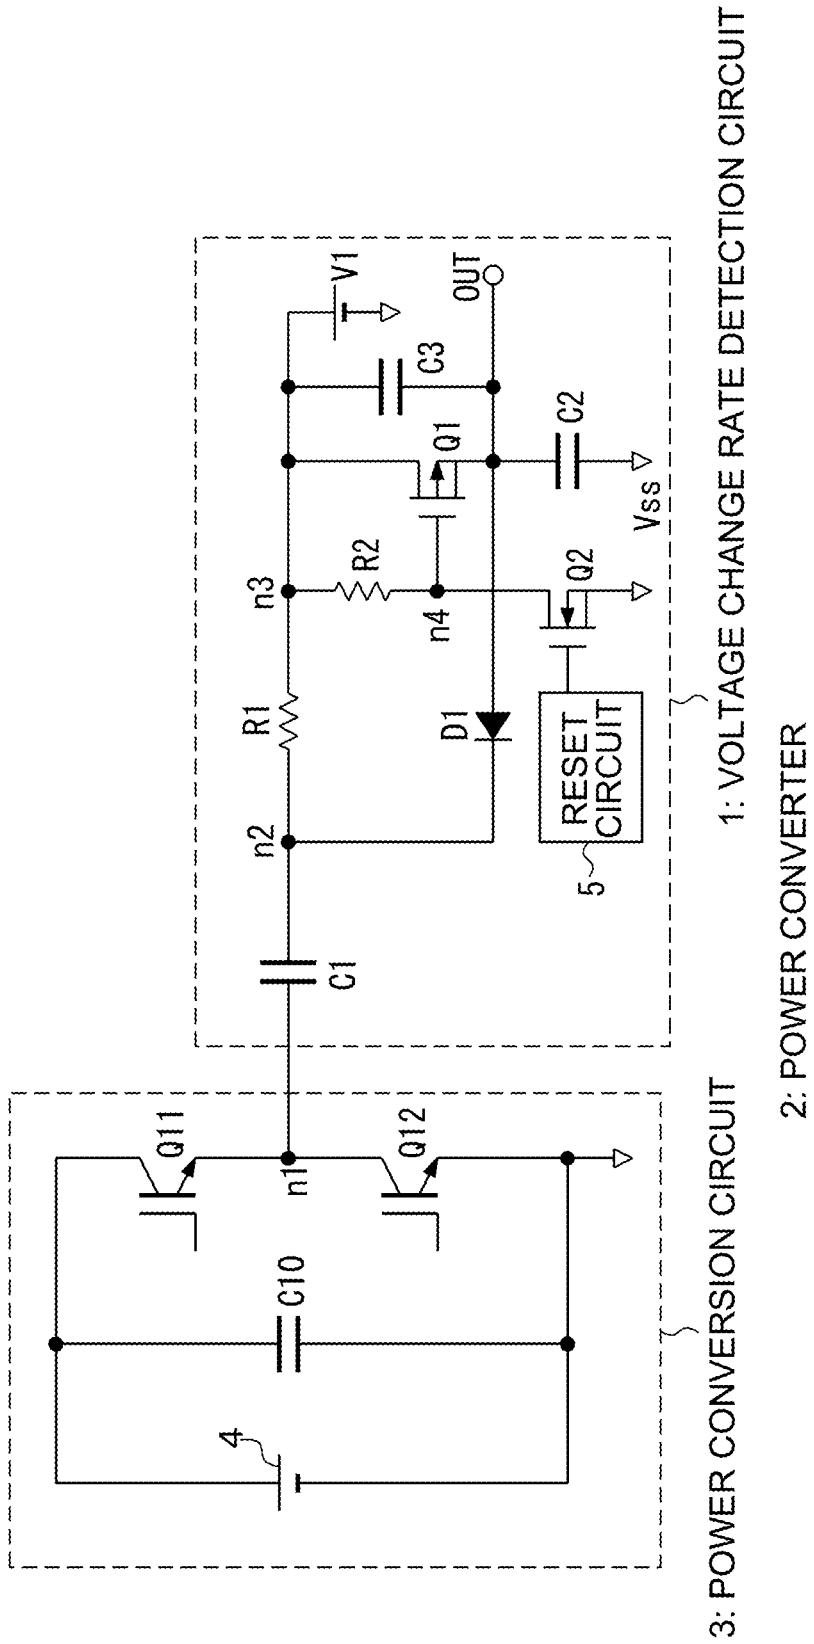 2: POWER CONVERTER
3: POWER CONVERSION CIRCUIT
1: VOLTAGE CHANGE RATE DETECTION CIRCUIT
4
C10
Q11
n1
Q12
C1
n2
R1
n3
R2
n4
Q1
C3
V1
OUT
D1
C2
Vss
Q2
RESET
CIRCUIT
5